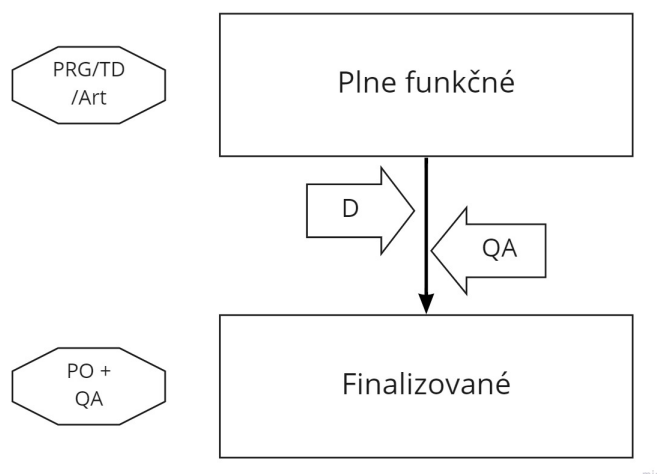 PRG/TD
/Art
Plne funkčné
D
QA
PO +
QA
Finalizované